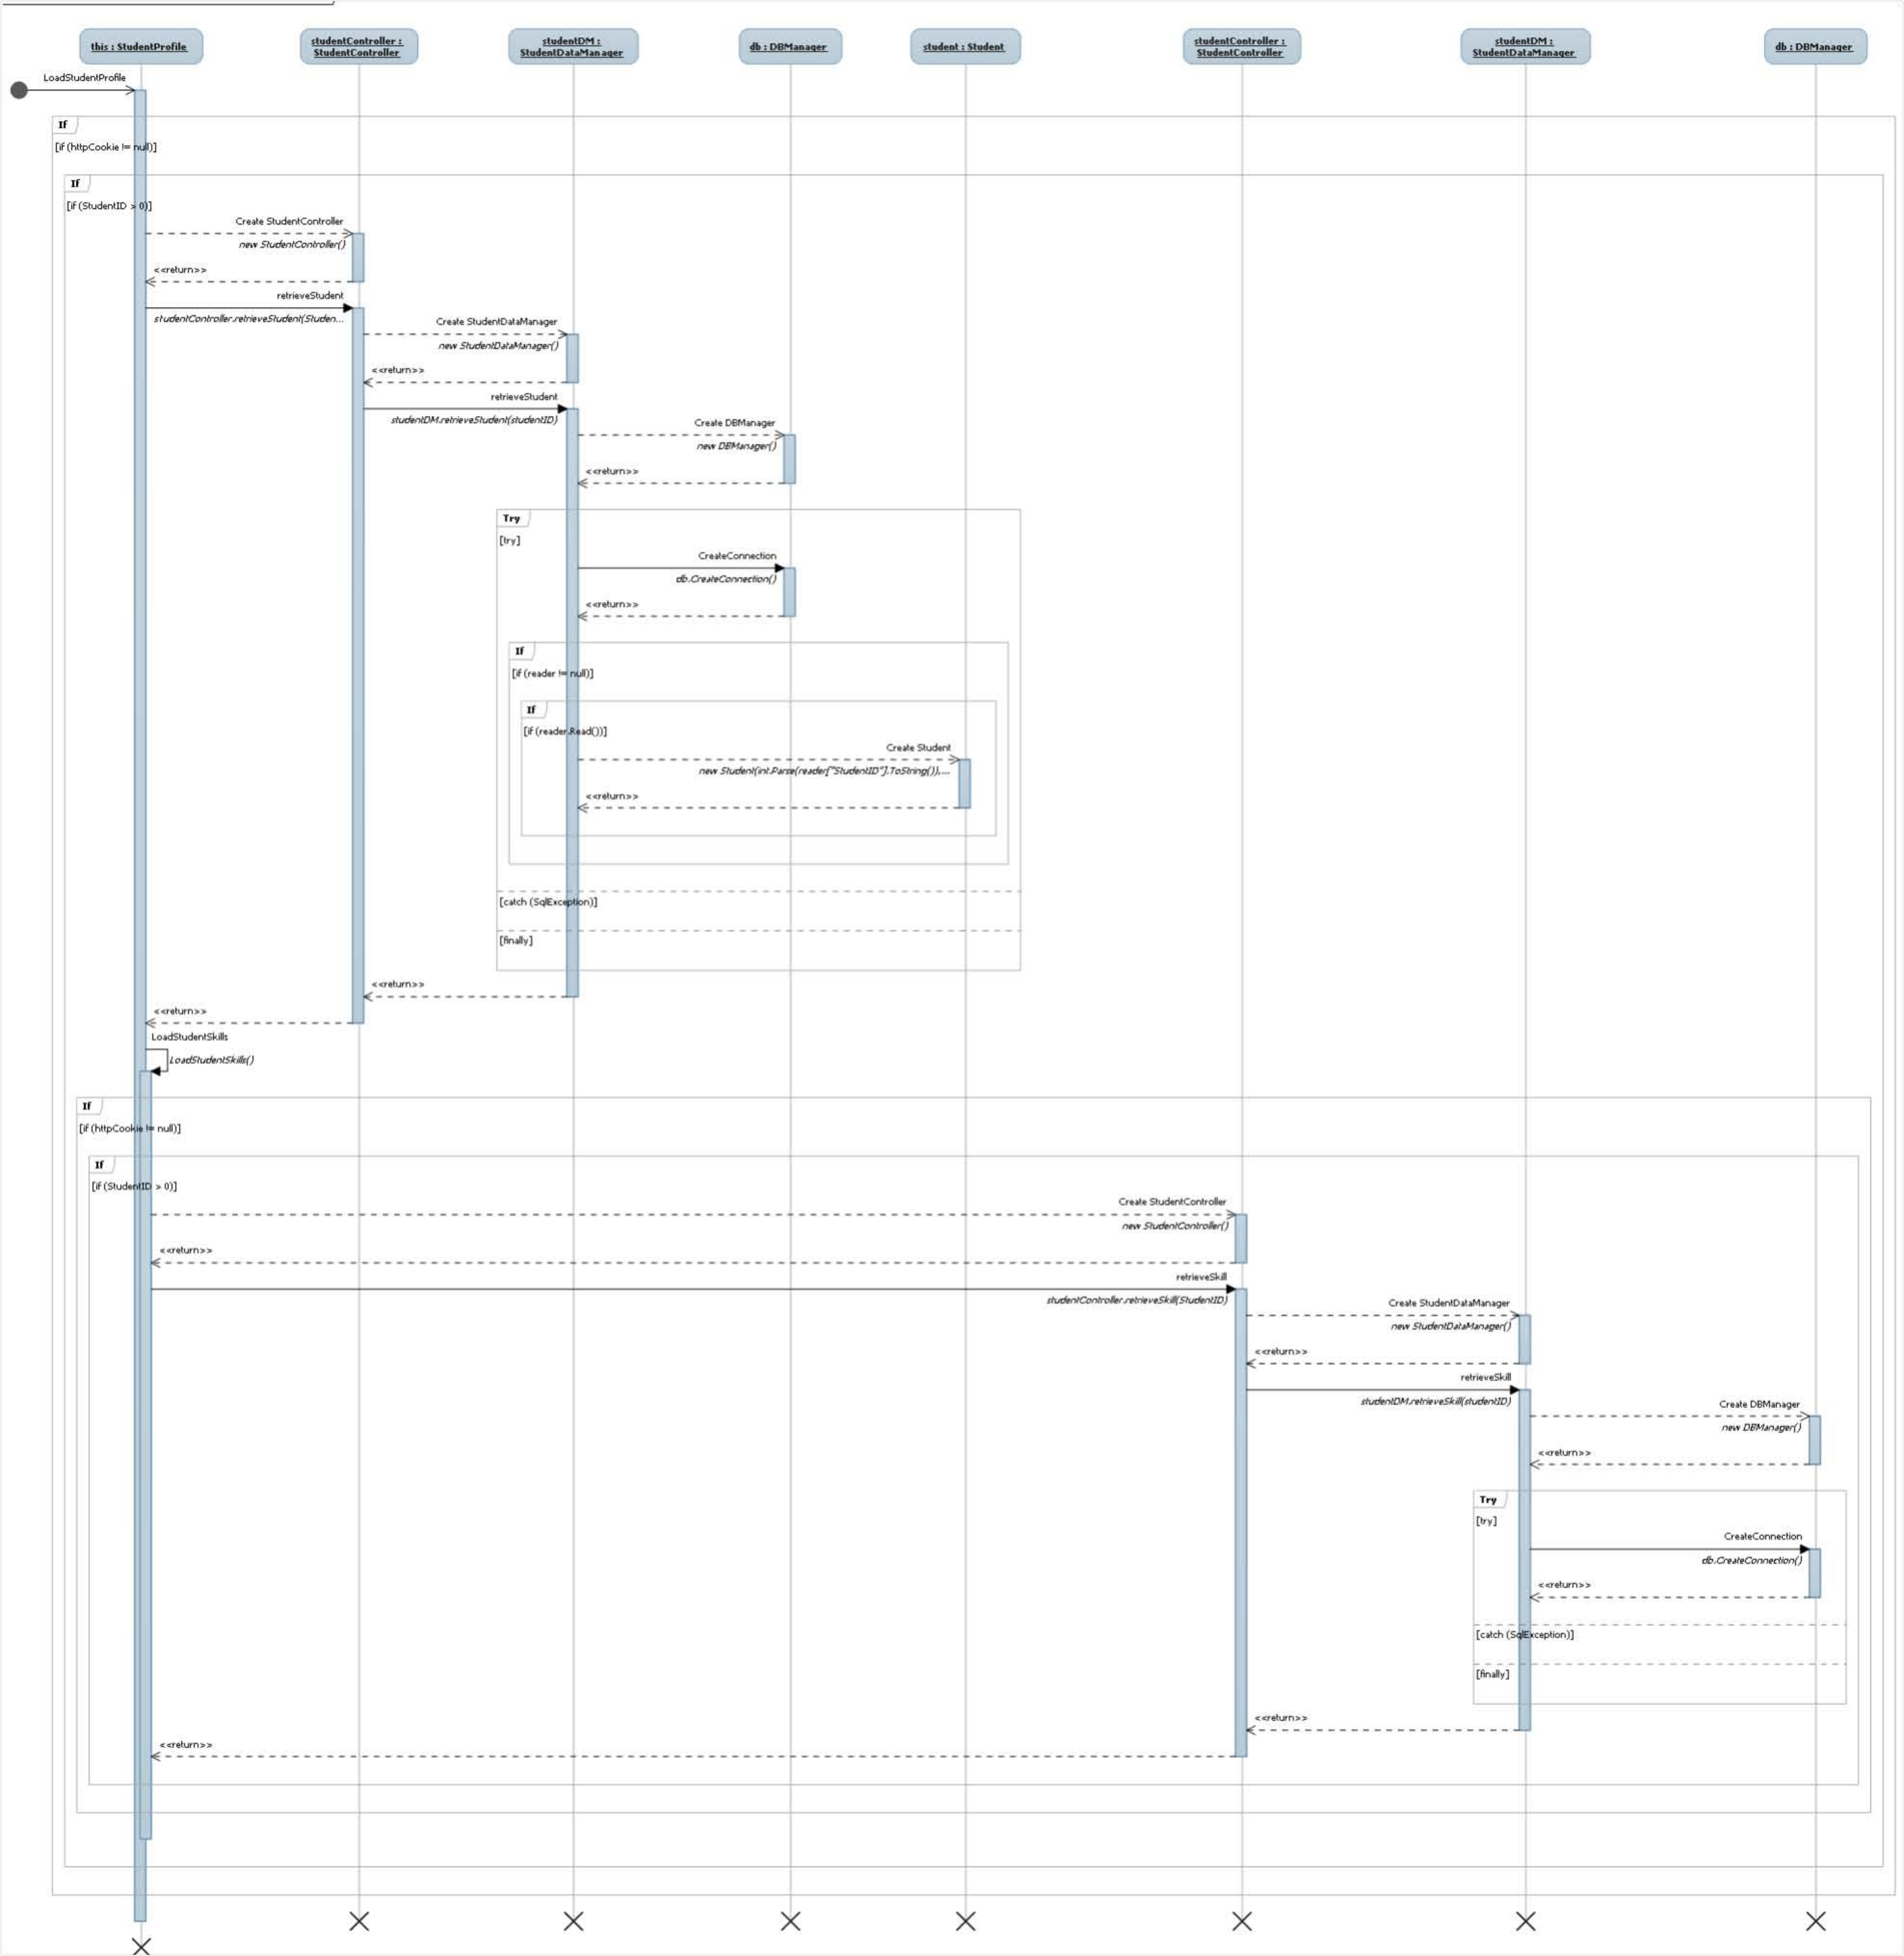 this : StudentProfile
studentController :
StudentController
studentDM :
StudentDataManager
db : DBManager
student : Student
studentController :
StudentController
studentDM :
StudentDataManager
db : DBManager
LoadStudentProfile
If
[if (httpCookie != null)]
If
[if (StudentID > 0)]
Create StudentController
new StudentController()
<<return>>
retrieveStudent
studentController.retrieveStudent(Studen...
Create StudentDataManager
new StudentDataManager()
<<return>>
retrieveStudent
studentDM.retrieveStudent(studentID)
Create DBManager
new DBManager()
<<return>>
Try
[try]
CreateConnection
db.CreateConnection()
<<return>>
If
[if (reader != null)]
If
[if (reader.Read())]
Create Student
new Student(int.Parse(reader["StudentID"].ToString()),...
<<return>>
[catch (SqlException)]
[finally]
<<return>>
<<return>>
LoadStudentSkills
LoadStudentSkills()
If
[if (httpCookie != null)]
If
[if (StudentID > 0)]
Create StudentController
new StudentController()
<<return>>
retrieveSkill
studentController.retrieveSkill(StudentID)
Create StudentDataManager
new StudentDataManager()
<<return>>
retrieveSkill
studentDM.retrieveSkill(studentID)
Create DBManager
new DBManager()
<<return>>
Try
[try]
CreateConnection
db.CreateConnection()
<<return>>
[catch (SqlException)]
[finally]
<<return>>
<<return>>